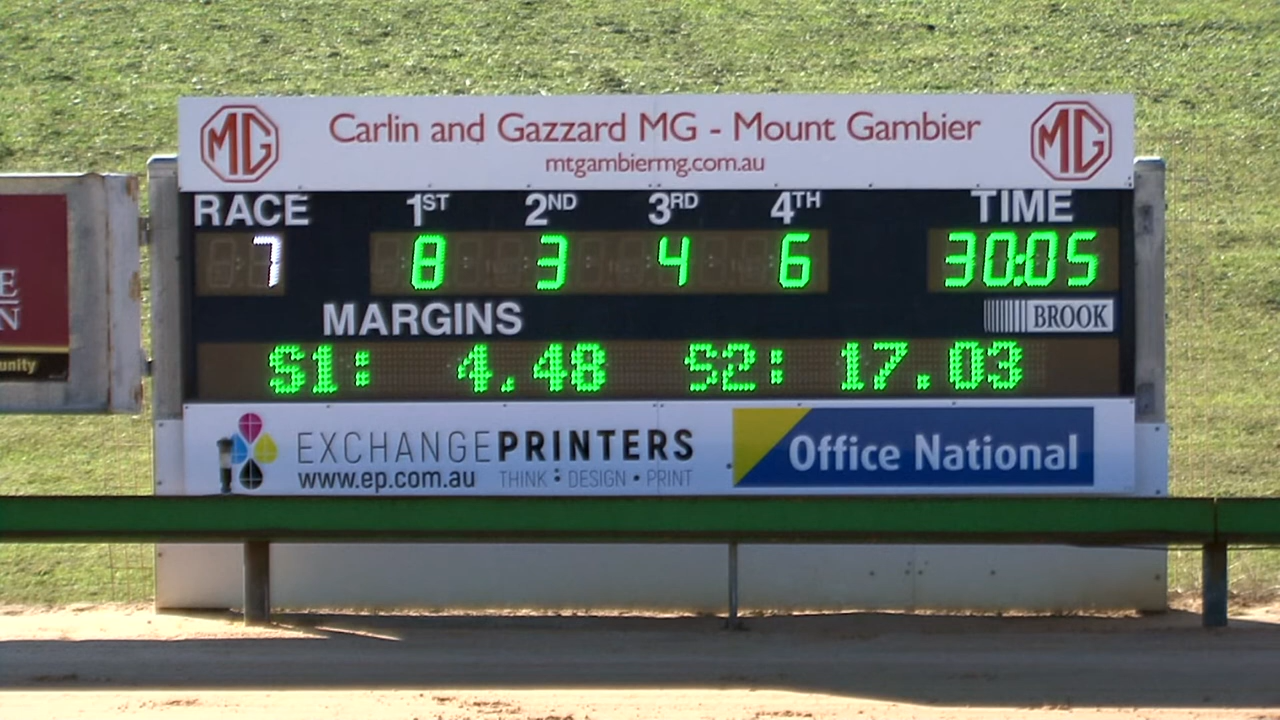 MG Carlin and Gazzard MG - Mount Gambier MG
mtgambiermg.com.au
RACE 1ST 2ND 3RD 4TH TIME
7 8 3 4 6 30:05
MARGINS BROOK
S1: 4.48 S2: 17.03
EXCHANGEPRINTERS
www.ep.com.au THINK : DESIGN • PRINT
Office National
E
N
unity